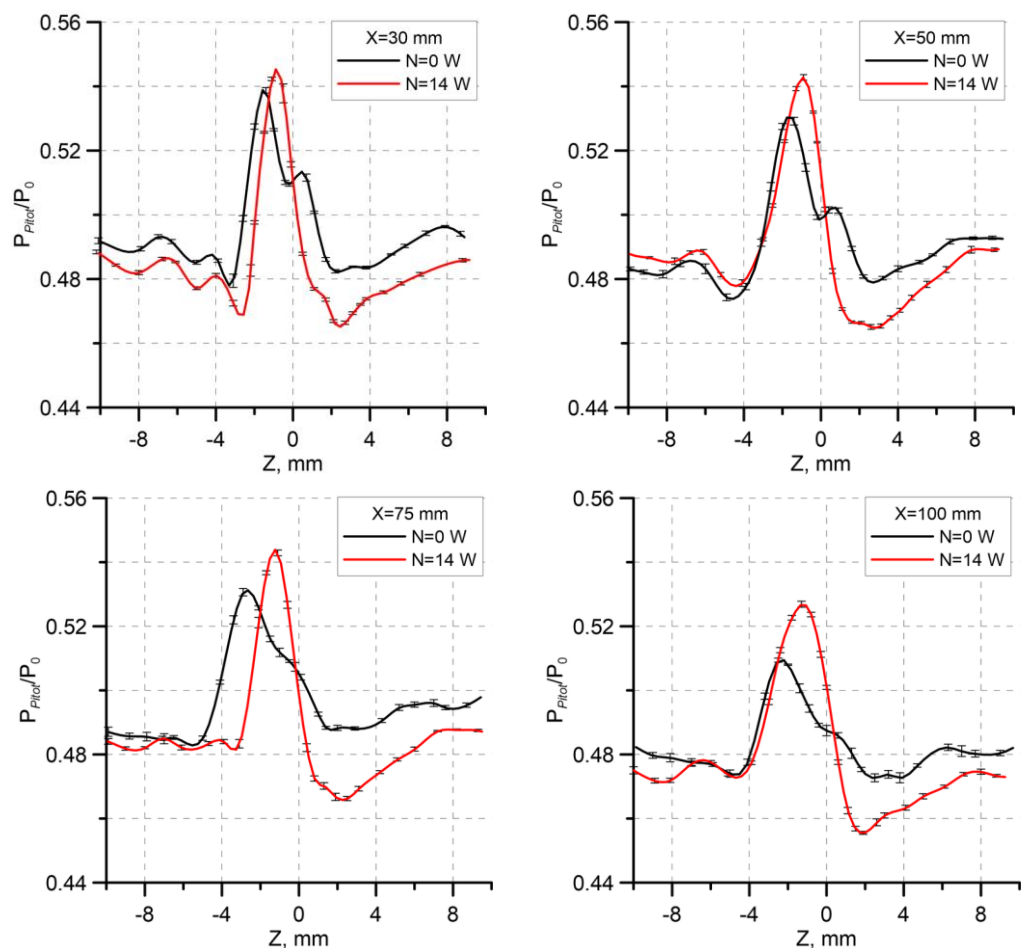 X=30 mm
N=0 W
N=14 W
0.56
0.52
0.48
0.44
P_Pitot/P_0
-8
-4
0
4
8
Z, mm
X=50 mm
N=0 W
N=14 W
0.56
0.52
0.48
0.44
P_Pitot/P_0
-8
-4
0
4
8
Z, mm
X=75 mm
N=0 W
N=14 W
0.56
0.52
0.48
0.44
P_Pitot/P_0
-8
-4
0
4
8
Z, mm
X=100 mm
N=0 W
N=14 W
0.56
0.52
0.48
0.44
P_Pitot/P_0
-8
-4
0
4
8
Z, mm